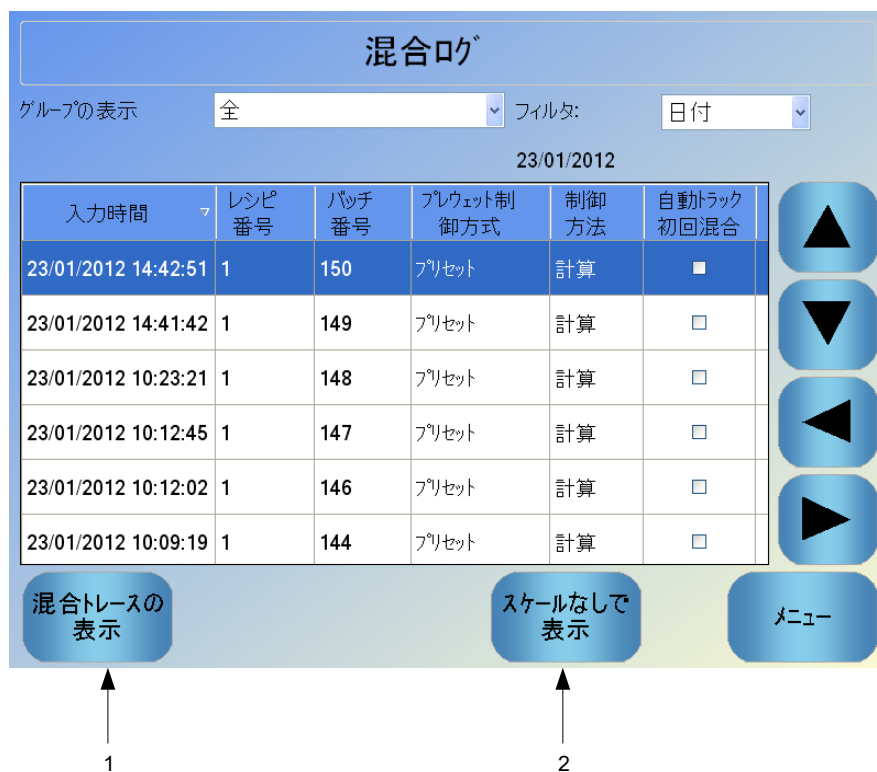 混合ログ
グループの表示 全 フィルタ: 日付
23/01/2012
入力時間 レシピ番号 バッチ番号 プレウェット制御方式 制御方法 自動トラック初回混合
23/01/2012 14:42:51 1 150 プリセット 計算
23/01/2012 14:41:42 1 149 プリセット 計算
23/01/2012 10:23:21 1 148 プリセット 計算
23/01/2012 10:12:45 1 147 プリセット 計算
23/01/2012 10:12:02 1 146 プリセット 計算
23/01/2012 10:09:19 1 144 プリセット 計算
混合トレースの
表示
スケールなしで
表示
メニュー
1 2